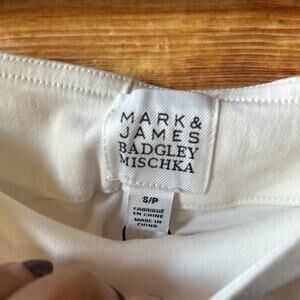 MARK &
JAMES
BADGLEY
MISCHKA
S/P
FABRIQUÉ
EN CHINE
MADE IN
CHINA